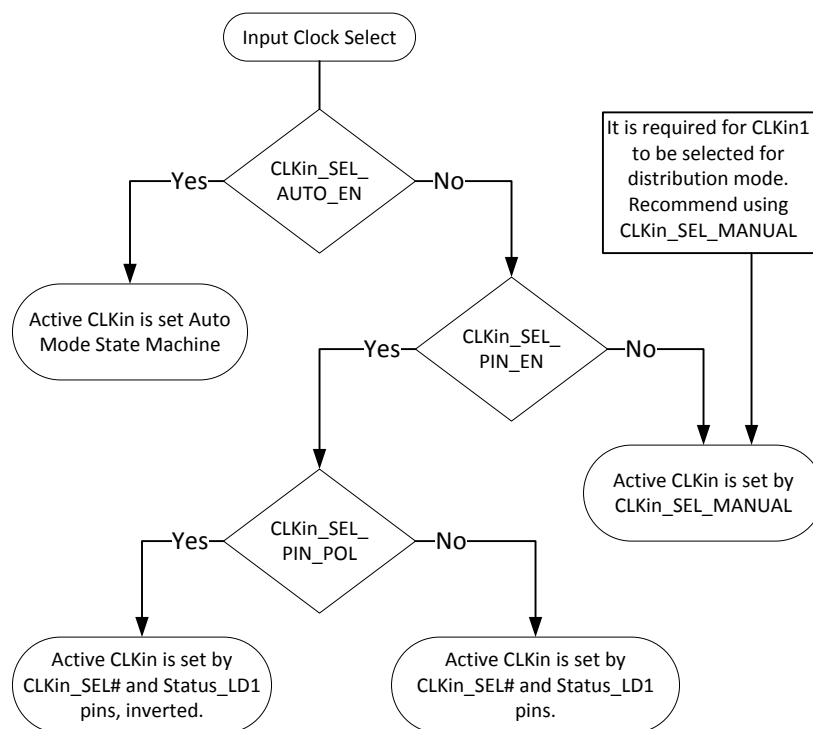 Input Clock Select
It is required for CLKin1
to be selected for
distribution mode.
Recommend using
CLKin_SEL_MANUAL
CLKin_SEL_
AUTO_EN
Yes
No
Active CLKin is set Auto
Mode State Machine
CLKin_SEL_
PIN_EN
Yes
No
Active CLKin is set by
CLKin_SEL_MANUAL
CLKin_SEL_
PIN_POL
Yes
No
Active CLKin is set by
CLKin_SEL# and Status_LD1
pins, inverted.
Active CLKin is set by
CLKin_SEL# and Status_LD1
pins.